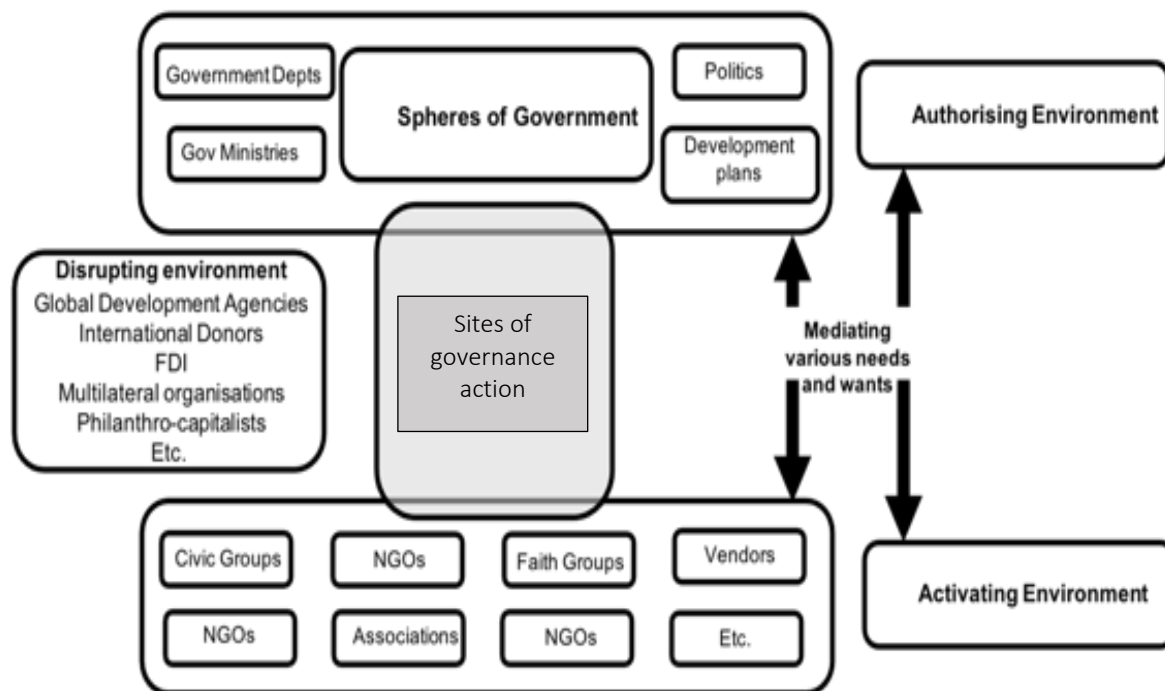 Government Depts
Gov Ministries
Spheres of Government
Politics
Development
plans
Authorising Environment
Disrupting environment
Global Development Agencies
International Donors
FDI
Multilateral organisations
Philanthro-capitalists
Etc.
Sites of
governance
action
Mediating
various needs
and wants
Civic Groups
NGOs
Faith Groups
Vendors
NGOs
Associations
NGOs
Etc.
Activating Environment